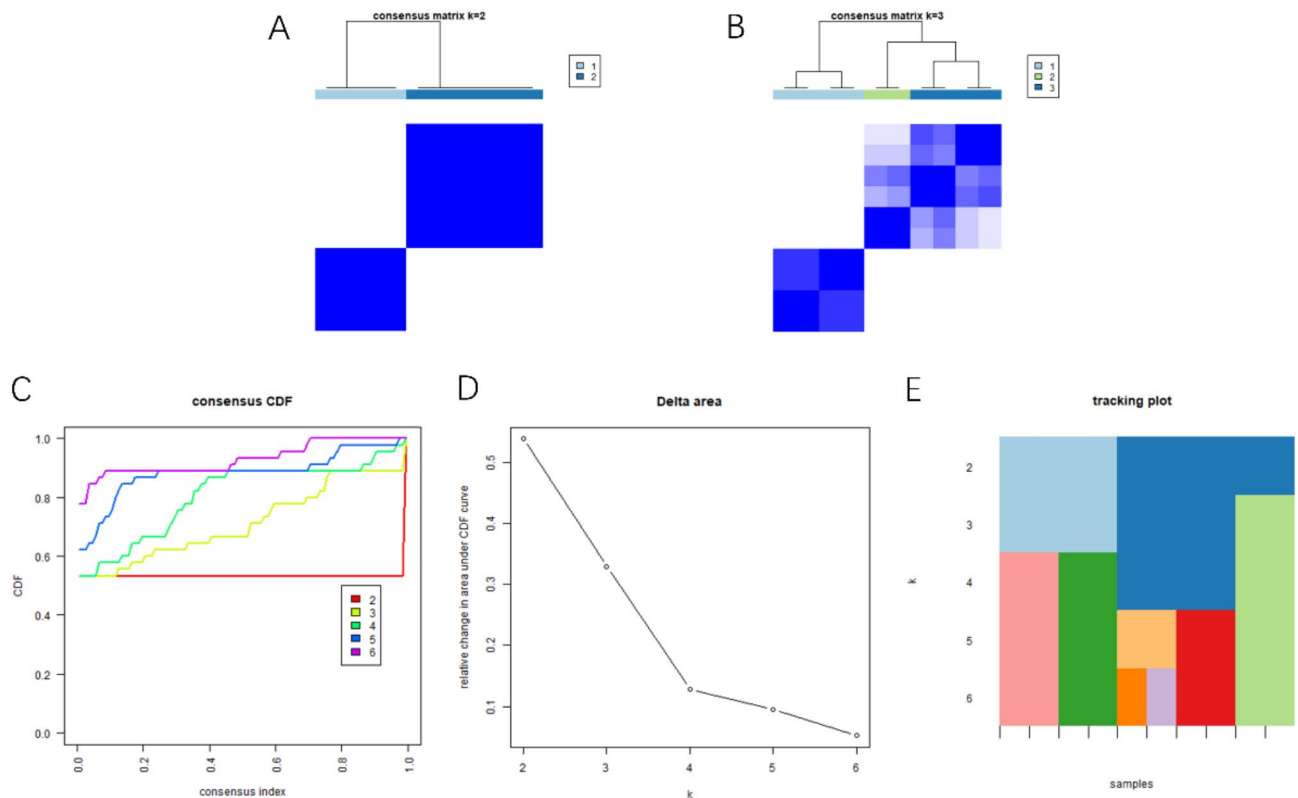 A
consensus matrix k=2
1
2
B
consensus matrix k=3
1
2
3
C
consensus CDF
CDF
1.0
0.8
0.6
0.4
0.2
0.0
2
3
4
5
6
0.0
0.2
0.4
0.6
0.8
1.0
consensus index
D
Delta area
relative change in area under CDF curve
0.5
0.4
0.3
0.2
0.1
2
3
4
5
6
k
E
tracking plot
k
2
3
4
5
6
samples